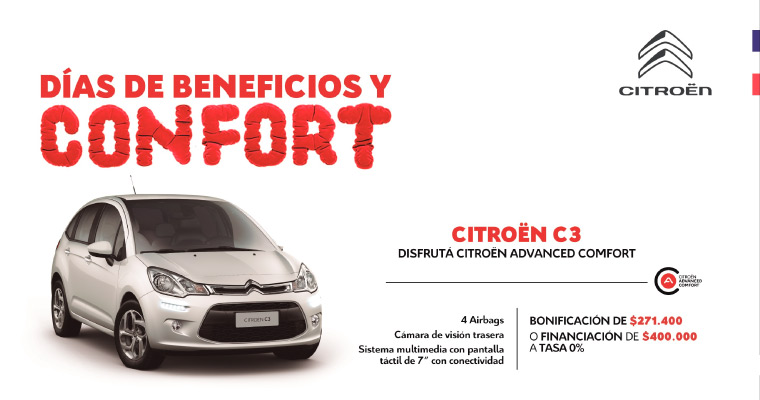 DÍAS DE BENEFICIOS Y
CONFORT
CITROËN
CITROËN C3
DISFRUTÁ CITROËN ADVANCED COMFORT
CITROËN
ADVANCED
COMFORT
4 Airbags
Cámara de visión trasera
Sistema multimedia con pantalla
táctil de 7" con conectividad
BONIFICACIÓN DE $271.400
O FINANCIACIÓN DE $400.000
A TASA 0%
CITROËN C3